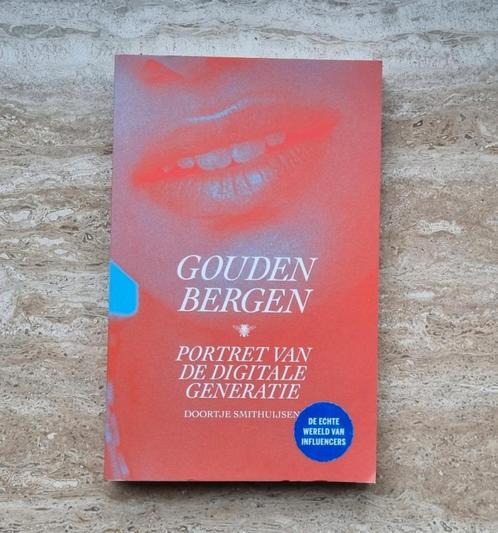 GOUDEN
BERGEN
PORTRET VAN
DE DIGITALE
GENERATIE
DOORTJE SMITHUIJSEN
DE ECHTE
WERELD VAN
INFLUENCERS